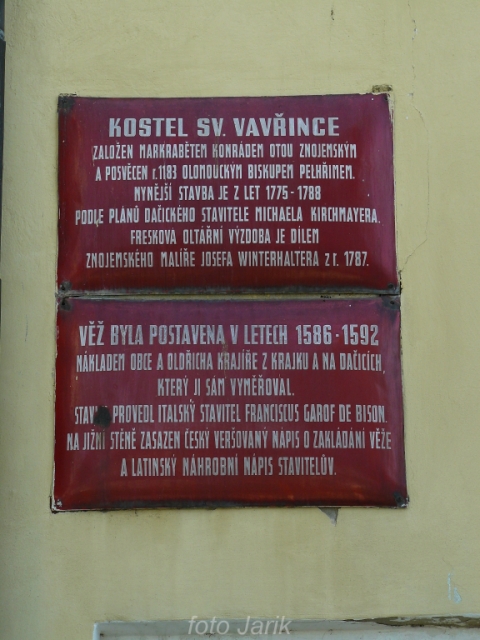 KOSTEL SV. VAVŘINCE
ZALOŽEN MARKRABĚTEM KONRÁDEM OTOU ZNOJEMSKÝM
A POSVĚCEN r. 1183 OLOMOUCKÝM BISKUPEM PELHŘIMEM.
NYNĚJŠÍ STAVBA JE Z LET 1775-1788
PODLE PLÁNŮ DAČICKÉHO STAVITELE MICHAELA KIRCHMAYERA.
FRESKOVÁ OLTÁŘNÍ VÝZDOBA JE DÍLEM
ZNOJEMSKÉHO MALÍŘE JOSEFA WINTERHALTERA z r. 1787.
VĚŽ BYLA POSTAVENA V LETECH 1586-1592
NÁKLADEM OBCE A OLDŘICHA KRAJÍŘE Z KRAJKU A NA DAČICÍCH,
KTERÝ JI SÁM VYMĚŘOVAL.
PROVEDL ITALSKÝ STAVITEL FRANCISCUS GAROF DE BISON.
NA JIŽNÍ STĚNĚ ZASAZEN ČESKÝ VERŠOVANÝ NÁPIS O ZAKLÁDÁNÍ VĚŽE
A LATINSKÝ NÁHROBNÍ NÁPIS STAVITELŮV.
foto Jarik